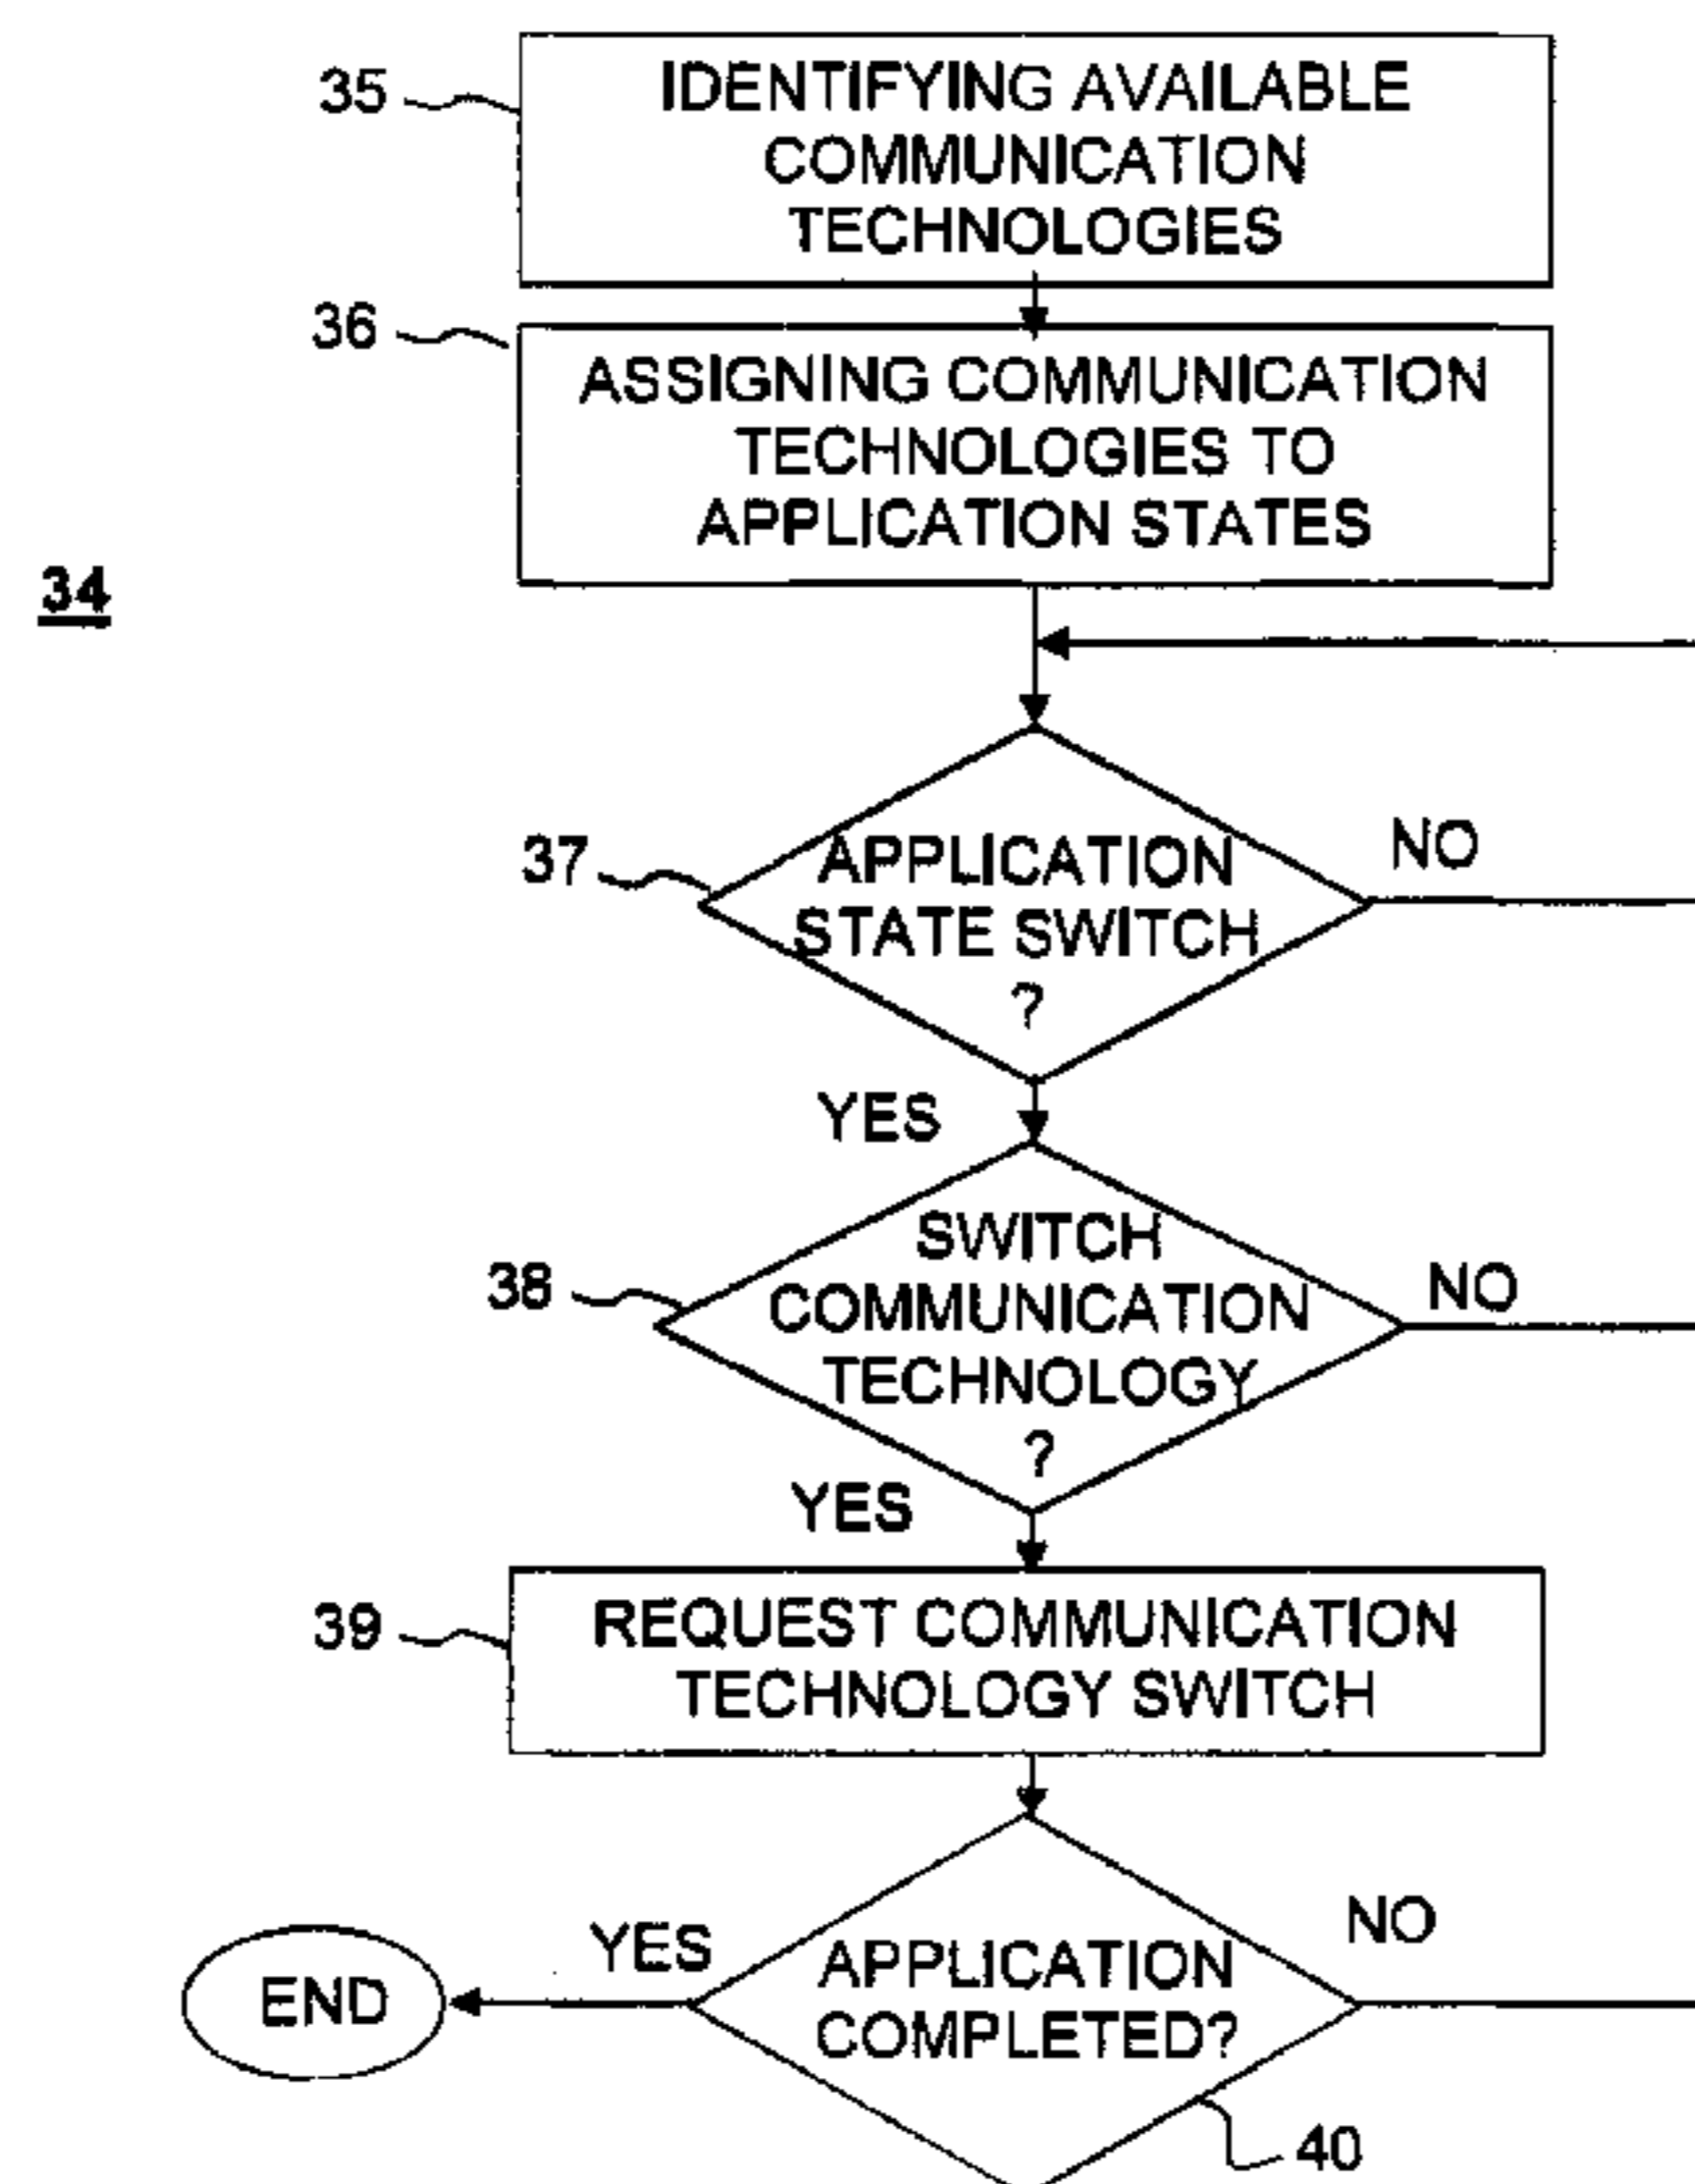 35
IDENTIFYING AVAILABLE
COMMUNICATION
TECHNOLOGIES
36
ASSIGNING COMMUNICATION
TECHNOLOGIES TO
APPLICATION STATES
34
37
APPLICATION
STATE SWITCH
?
NO
YES
38
SWITCH
COMMUNICATION
TECHNOLOGY
?
NO
YES
39
REQUEST COMMUNICATION
TECHNOLOGY SWITCH
YES
NO
END
APPLICATION
COMPLETED?
40